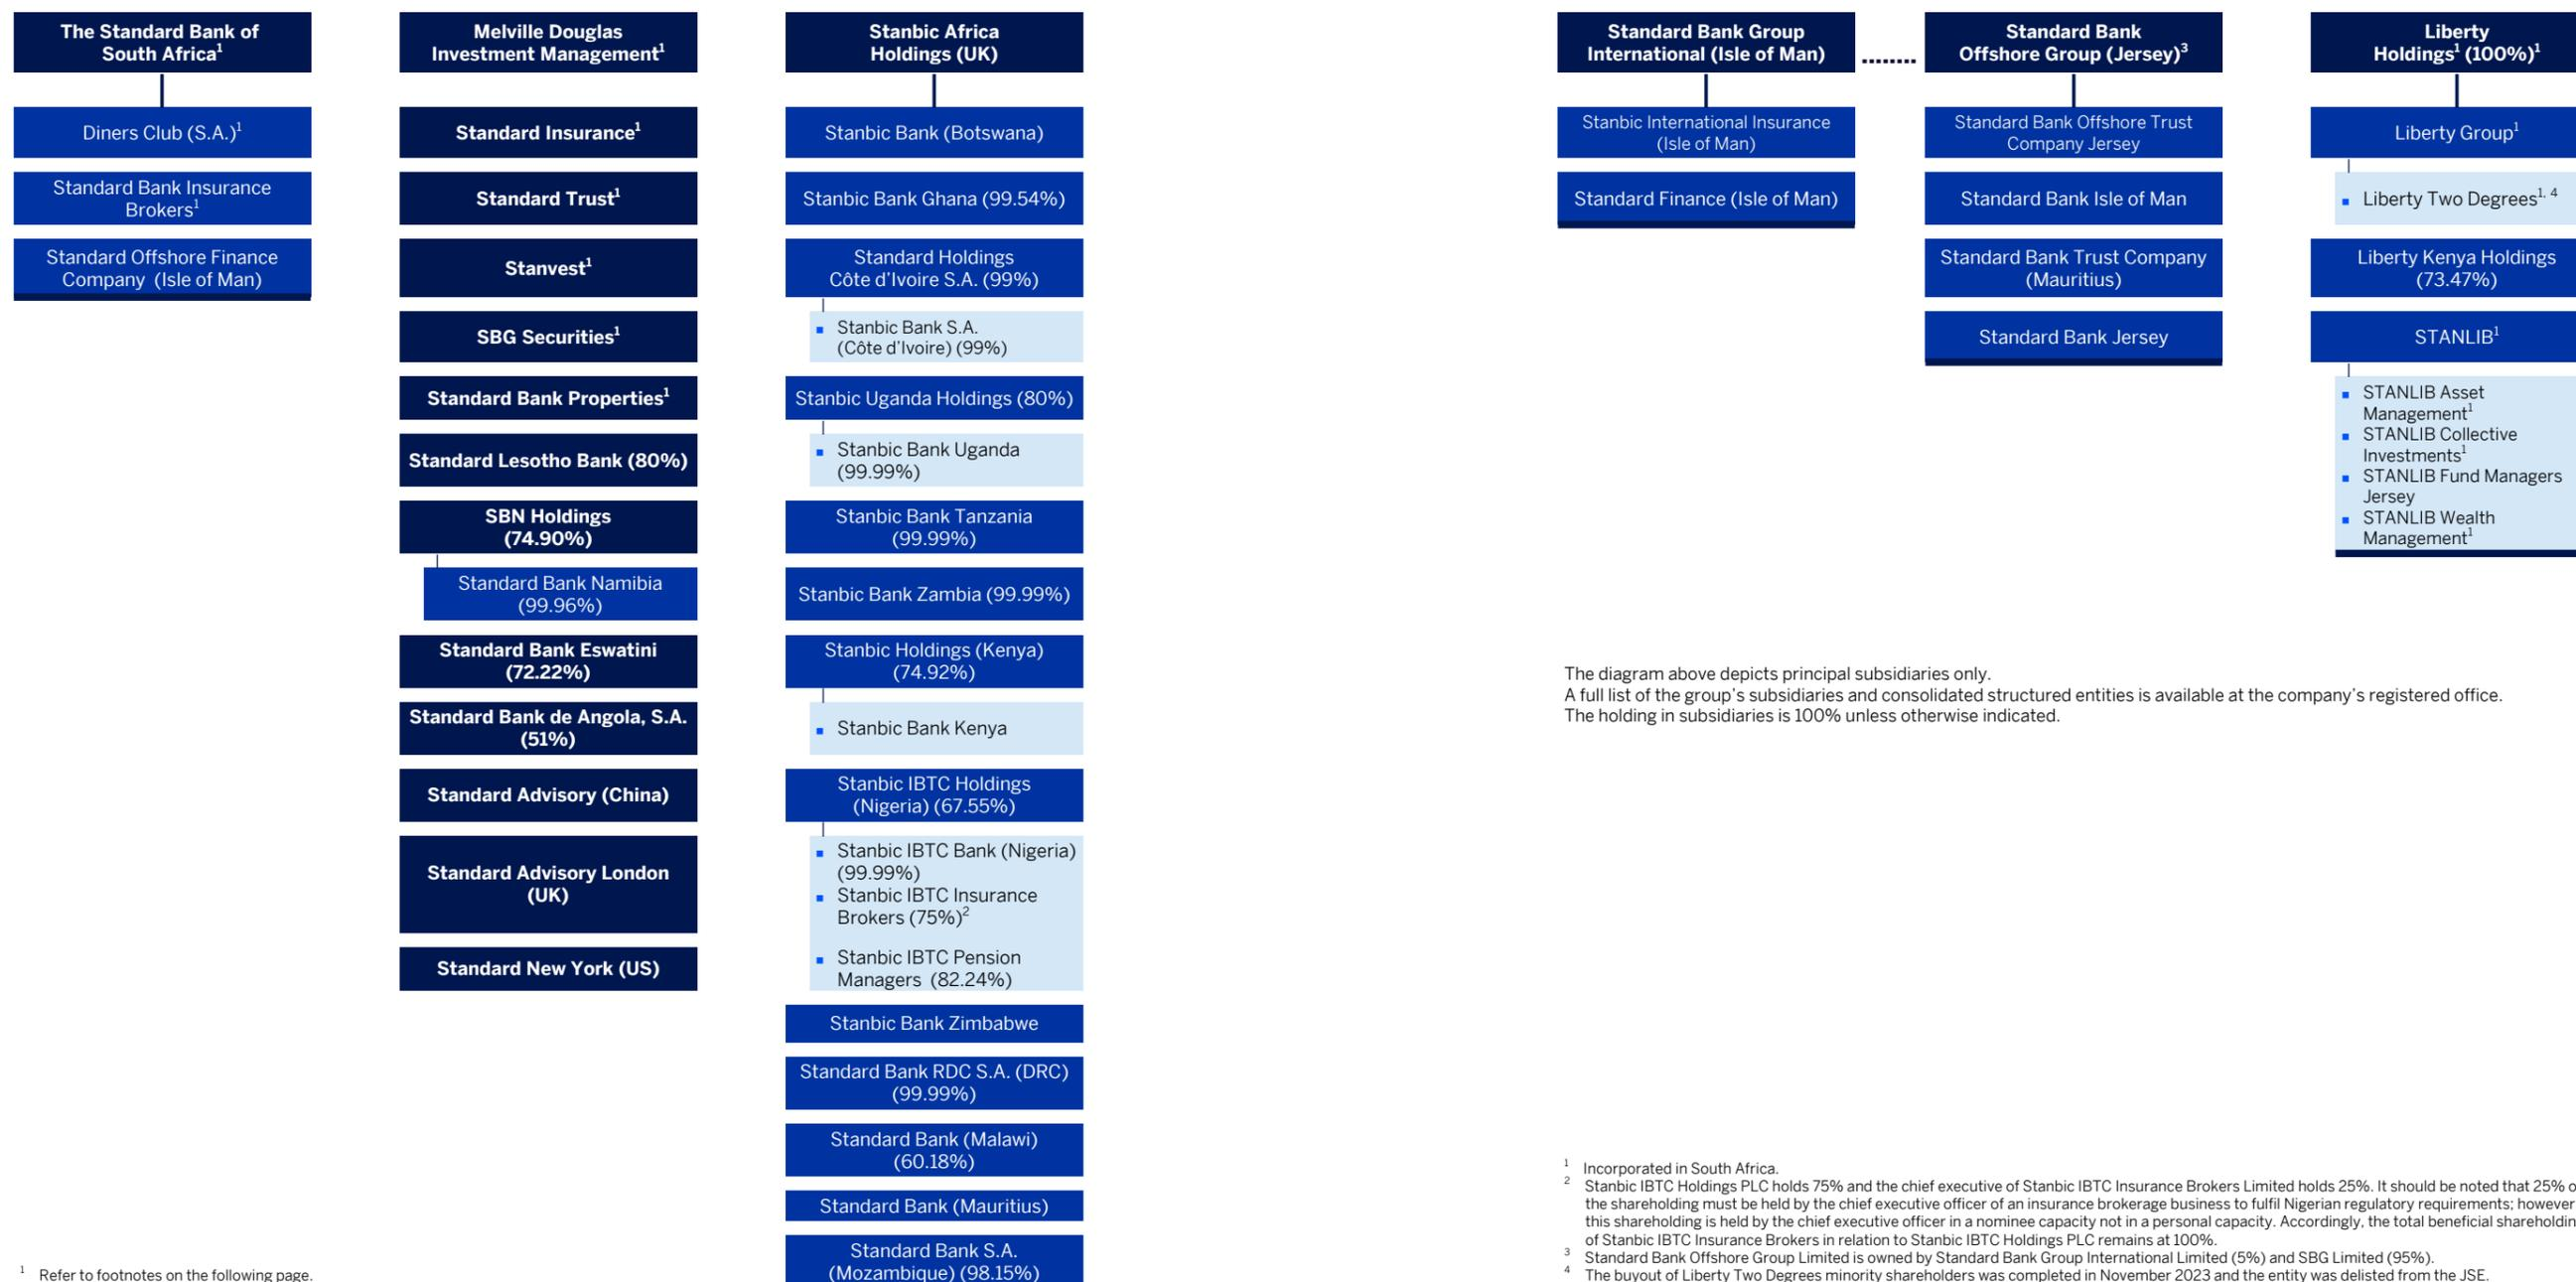 The Standard Bank of
South Africa¹
Diners Club (S.A.)¹
Standard Bank Insurance
Brokers¹
Standard Offshore Finance
Company (Isle of Man)
Melville Douglas
Investment Management¹
Standard Insurance¹
Standard Trust¹
Stanvest¹
SBG Securities¹
Standard Bank Properties¹
Standard Lesotho Bank (80%)
SBN Holdings
(74.90%)
Standard Bank Namibia
(99.96%)
Standard Bank Eswatini
(72.22%)
Standard Bank de Angola, S.A.
(51%)
Standard Advisory (China)
Standard Advisory London
(UK)
Standard New York (US)
Stanbic Africa
Holdings (UK)
Stanbic Bank (Botswana)
Stanbic Bank Ghana (99.54%)
Standard Holdings
Côte d’Ivoire S.A. (99%)
Stanbic Bank S.A.
(Côte d’Ivoire) (99%)
Stanbic Uganda Holdings (80%)
Stanbic Bank Uganda
(99.99%)
Stanbic Bank Tanzania
(99.99%)
Stanbic Bank Zambia (99.99%)
Stanbic Holdings (Kenya)
(74.92%)
Stanbic Bank Kenya
Stanbic IBTC Holdings
(Nigeria) (67.55%)
Stanbic IBTC Bank (Nigeria)
(99.99%)
Stanbic IBTC Insurance
Brokers (75%)²
Stanbic IBTC Pension
Managers (82.24%)
Stanbic Bank Zimbabwe
Standard Bank RDC S.A. (DRC)
(99.99%)
Standard Bank (Malawi)
(60.18%)
Standard Bank (Mauritius)
Standard Bank S.A.
(Mozambique) (98.15%)
¹ Refer to footnotes on the following page.
Standard Bank Group
International (Isle of Man)
Stanbic International Insurance
(Isle of Man)
Standard Finance (Isle of Man)
Standard Bank
Offshore Group (Jersey)³
Standard Bank Offshore Trust
Company Jersey
Standard Bank Isle of Man
Standard Bank Trust Company
(Mauritius)
Standard Bank Jersey
Liberty
Holdings¹ (100%)¹
Liberty Group¹
Liberty Two Degrees¹, ⁴
Liberty Kenya Holdings
(73.47%)
STANLIB¹
STANLIB Asset
Management¹
STANLIB Collective
Investments¹
STANLIB Fund Managers
Jersey
STANLIB Wealth
Management¹
The diagram above depicts principal subsidiaries only.
A full list of the group’s subsidiaries and consolidated structured entities is available at the company’s registered office.
The holding in subsidiaries is 100% unless otherwise indicated.
¹ Incorporated in South Africa.
² Stanbic IBTC Holdings PLC holds 75% and the chief executive of Stanbic IBTC Insurance Brokers Limited holds 25%. It should be noted that 25%
the shareholding must be held by the chief executive officer of an insurance brokerage business to fulfil Nigerian regulatory requirements; however
this shareholding is held by the chief executive officer in a nominee capacity not in a personal capacity. Accordingly, the total beneficial
of Stanbic IBTC Insurance Brokers in relation to Stanbic IBTC Holdings PLC remains at 100%.
³ Standard Bank Offshore Group Limited is owned by Standard Bank Group International Limited (5%) and SBG Limited (95%).
⁴ The buyout of Liberty Two Degrees minority shareholders was completed in November 2023 and the entity was delisted from the JSE.